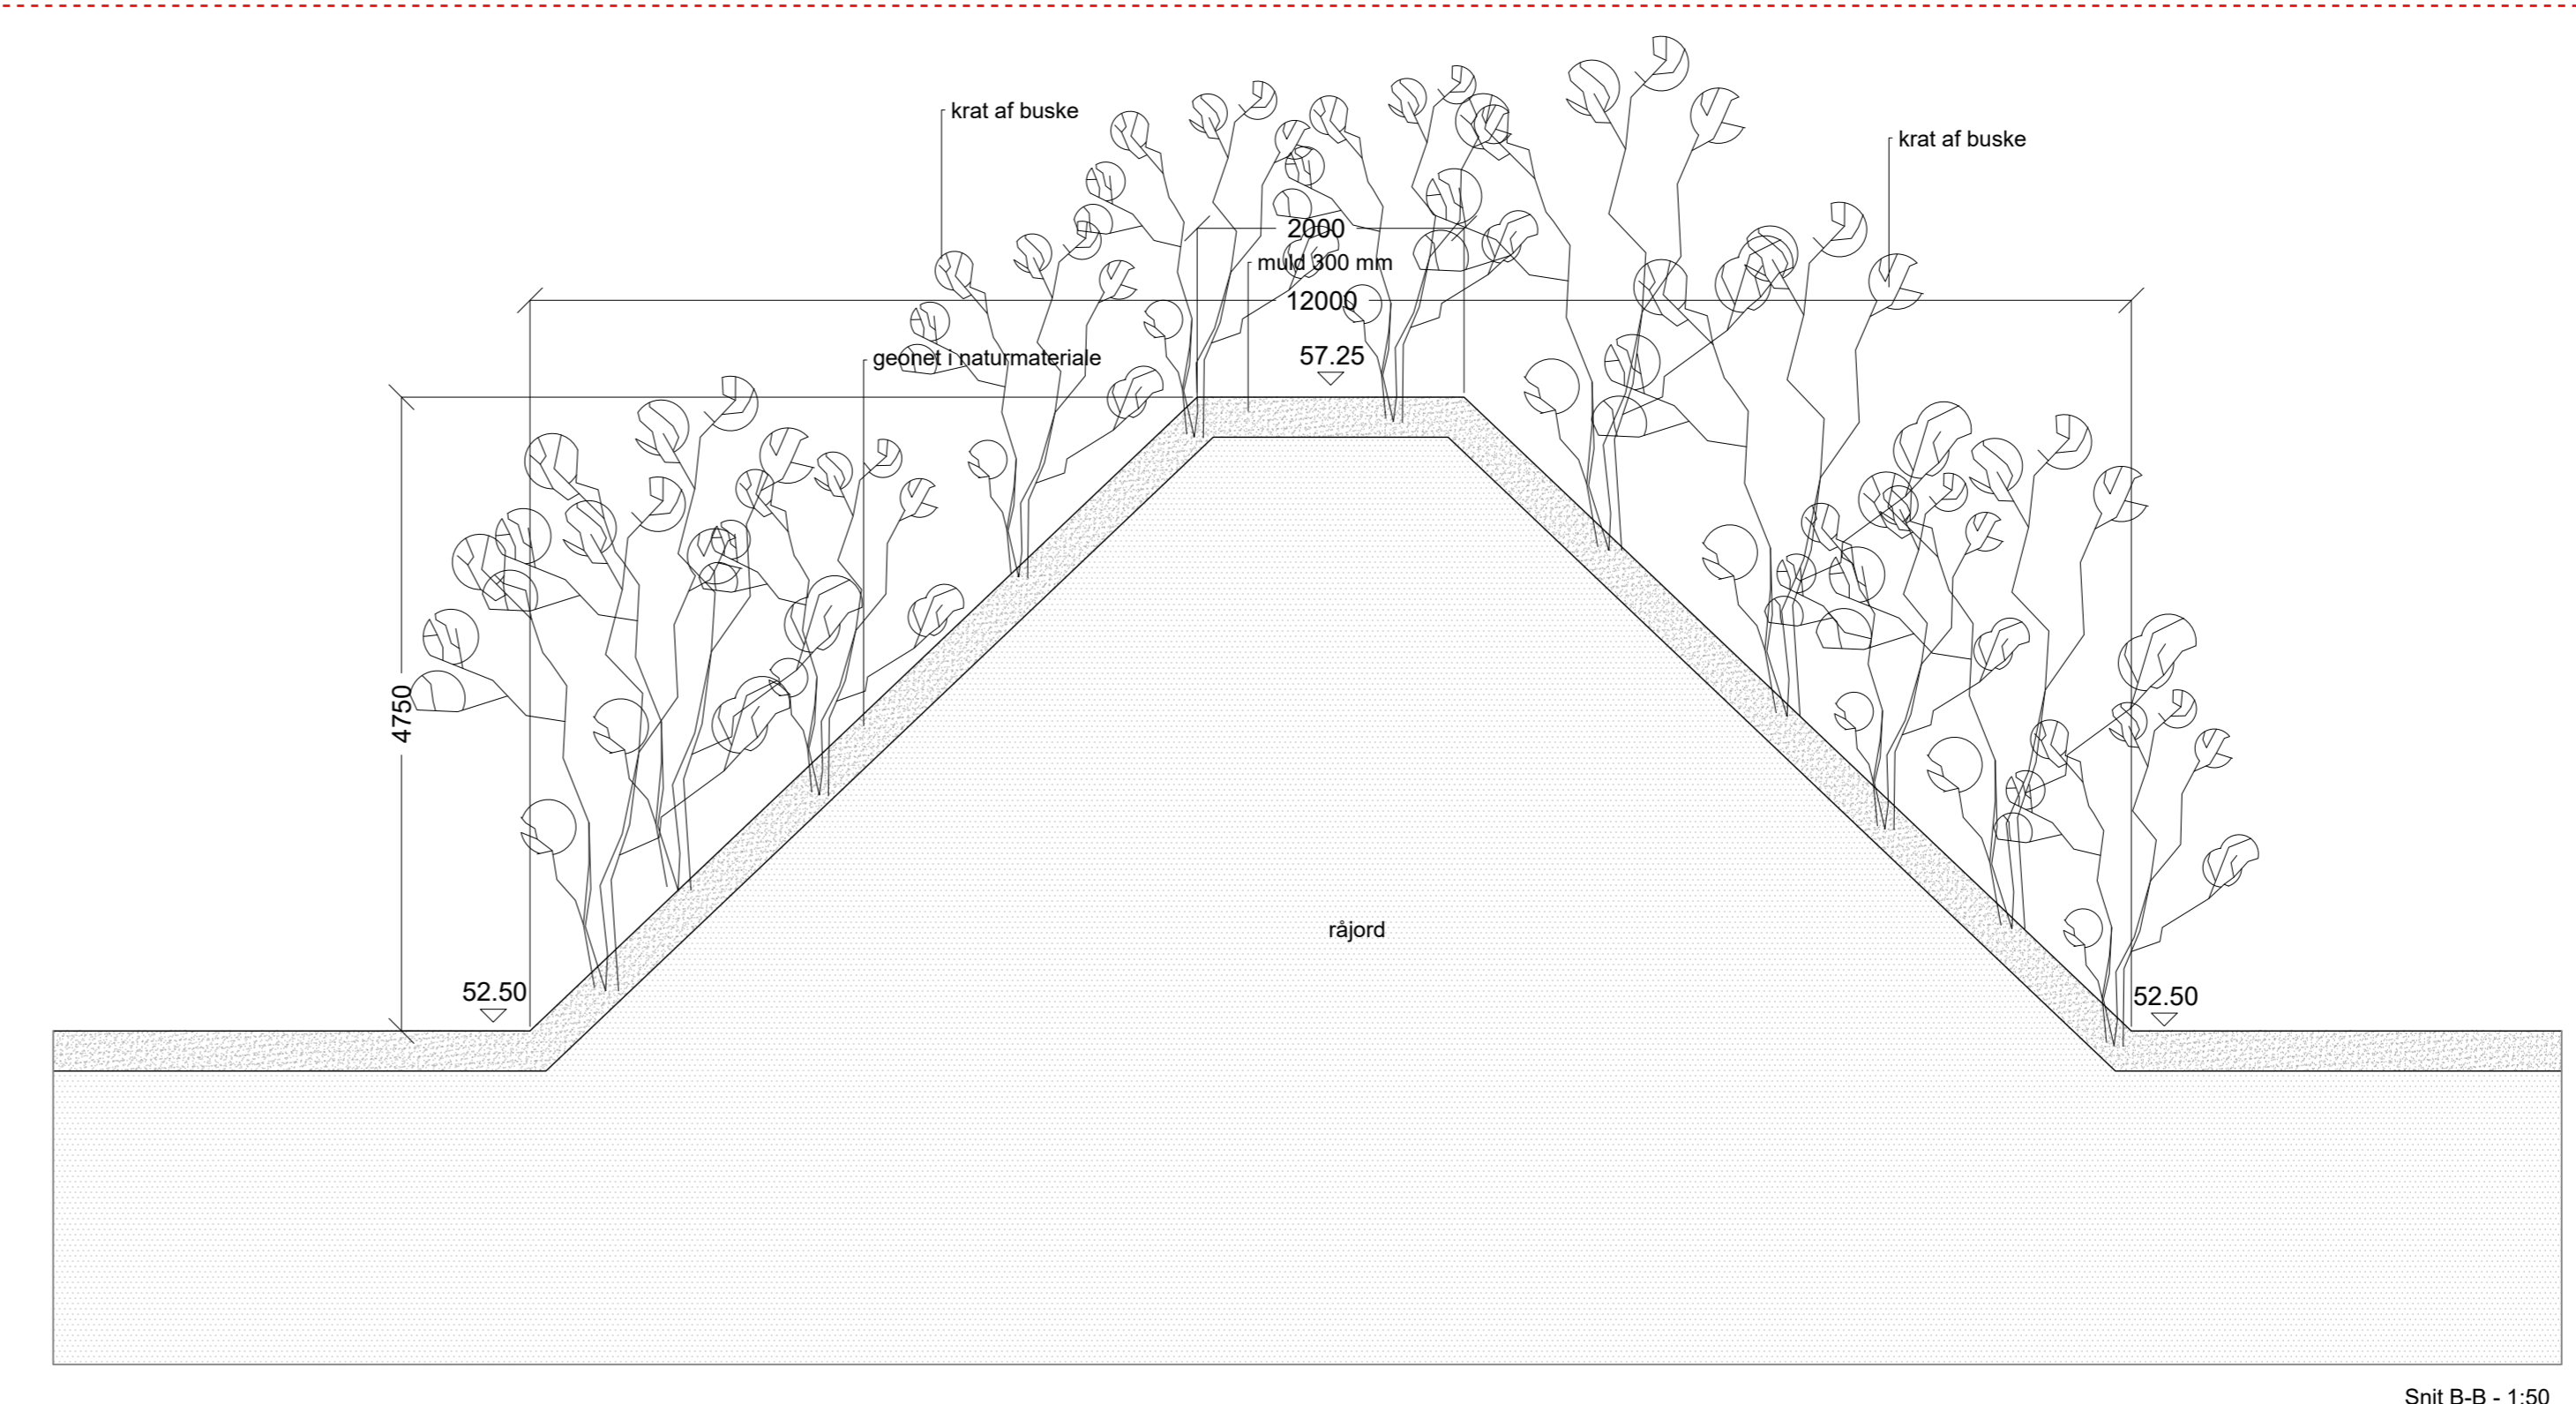 krat af buske
krat af buske
2000
muld 300 mm
12000
57.25
geonet i naturmateriale
4750
råjord
52.50
52.50
Snit B-B - 1:50